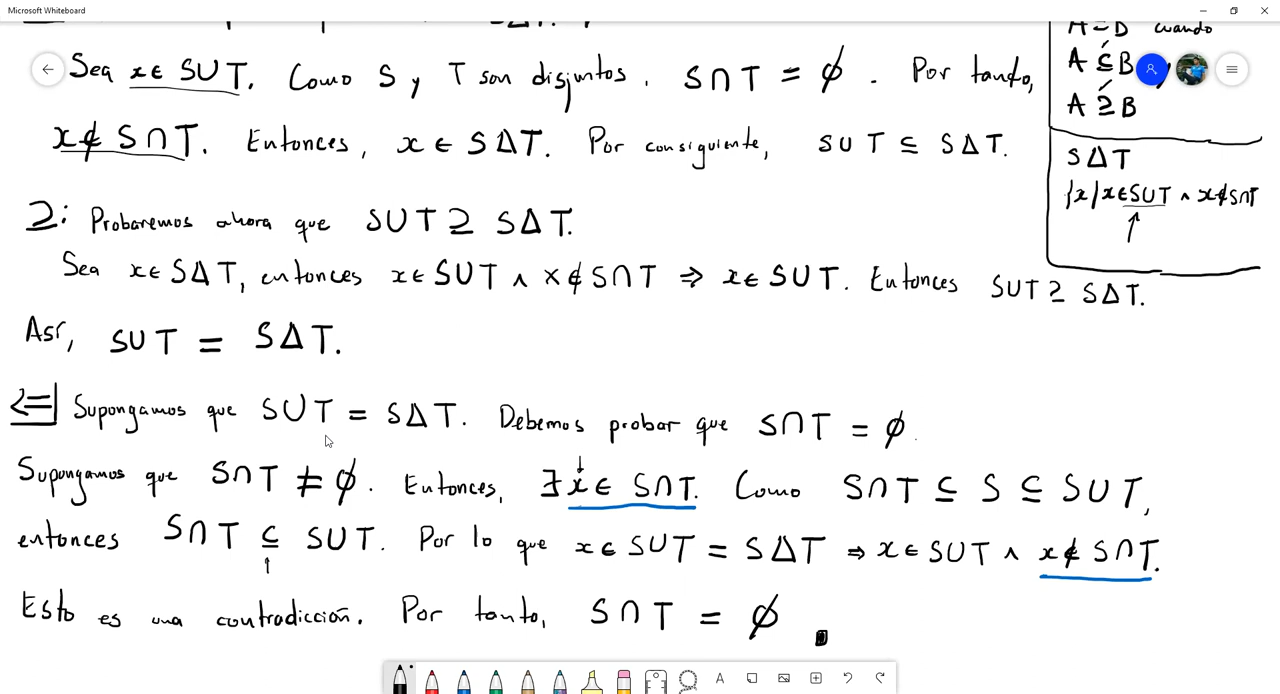 Microsoft Whiteboard
SΔT.
Sea x∈ S∪T. Como S y T son disjuntos, S∩T = ∅. Por tanto,
x∉ S∩T. Entonces, x ∈ SΔT. Por consiguiente, S∪T ⊆ SΔT.
2: Probaremos ahora que S∪T ⊇ SΔT.
Sea x∈ SΔT, entonces x∈ S∪T ∧ x∉ S∩T ⇒ x∈ S∪T. Entonces S∪T ⊇ SΔT.
Así, S∪T = SΔT.
⇐| Supongamos que S∪T = SΔT. Debemos probar que S∩T = ∅.
Supongamos que S∩T ≠ ∅. Entonces, ∃x∈ S∩T. Como S∩T ⊆ S ⊆ S∪T,
entonces S∩T ⊆ S∪T. Por lo que x∈ S∪T = SΔT ⇒ x∈ S∪T ∧ x∉ S∩T.
Esto es una contradicción. Por tanto, S∩T = ∅
A=B cuando
A ⊆ B y
A ⊇ B
SΔT
{x/x∈S∪T ∧ x∉S∩T
A